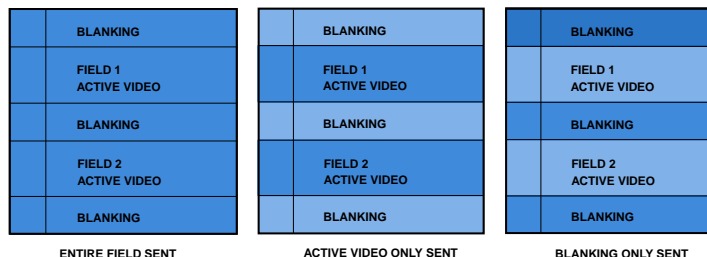 BLANKING
FIELD 1
ACTIVE VIDEO
BLANKING
FIELD 2
ACTIVE VIDEO
BLANKING
ENTIRE FIELD SENT
BLANKING
FIELD 1
ACTIVE VIDEO
BLANKING
FIELD 2
ACTIVE VIDEO
BLANKING
ACTIVE VIDEO ONLY SENT
BLANKING
FIELD 1
ACTIVE VIDEO
BLANKING
FIELD 2
ACTIVE VIDEO
BLANKING
BLANKING ONLY SENT